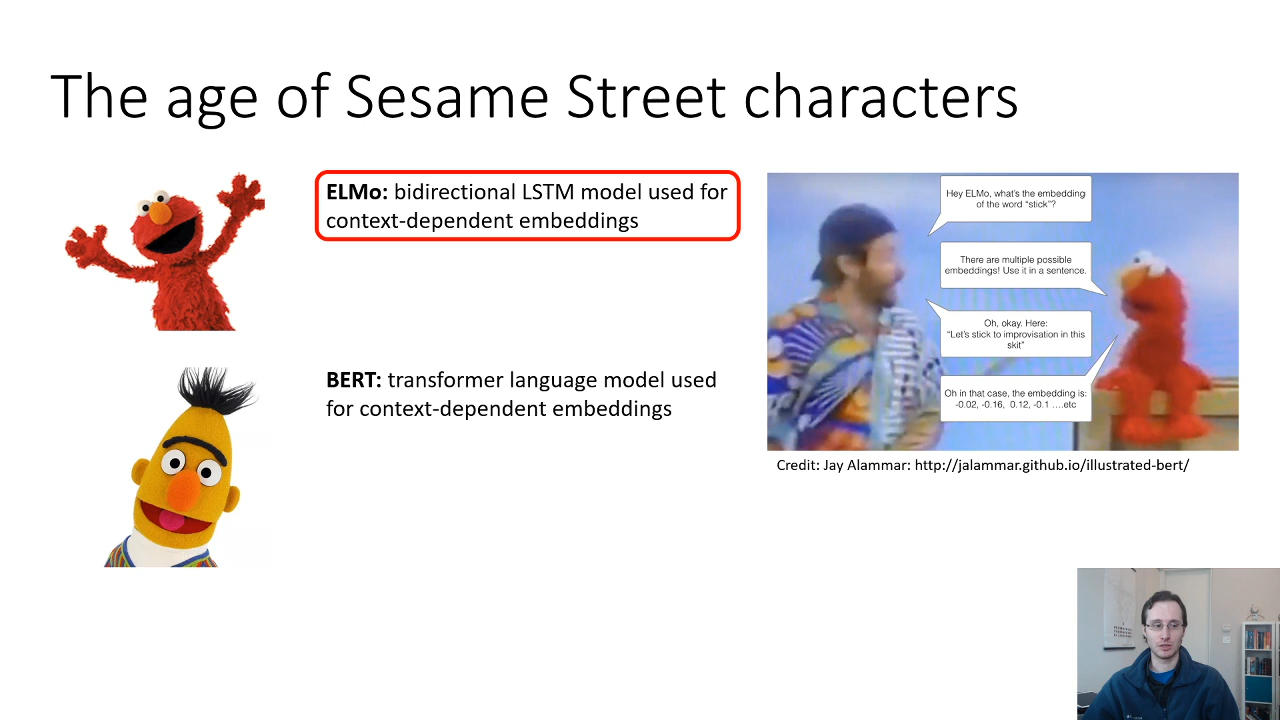 The age of Sesame Street characters
ELMo: bidirectional LSTM model used for
context-dependent embeddings
BERT: transformer language model used
for context-dependent embeddings
Hey ELMo, what's the embedding
of the word "stick"?
There are multiple possible
embeddings! Use it in a sentence.
Oh, okay. Here:
"Let's stick to improvisation in this
skit"
Oh in that case, the embedding is:
-0.02, -0.16, 0.12, -0.1 ....etc
Credit: Jay Alammar: http://jalammar.github.io/illustrated-bert/